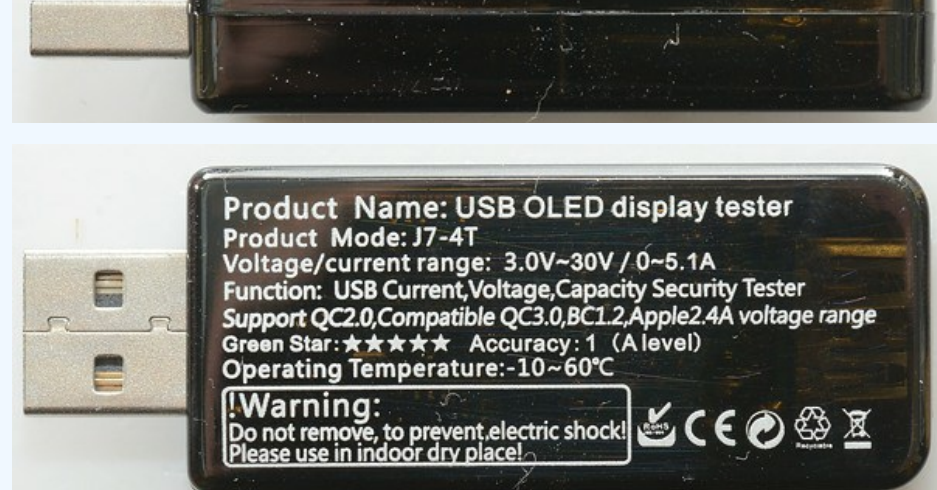 Product Name: USB OLED display tester
Product Mode: J7-4T
Voltage/current range: 3.0V~30V / 0~5.1A
Function: USB Current,Voltage,Capacity Security Tester
Support QC2.0,Compatible QC3.0,BC1.2,Apple2.4A voltage range
Green Star:★★★★★ Accuracy:1 (A level)
Operating Temperature:-10~60℃
!Warning:
Do not remove, to prevent,electric shock!
Please use in indoor dry place!
RoHS
CE
Recyclable